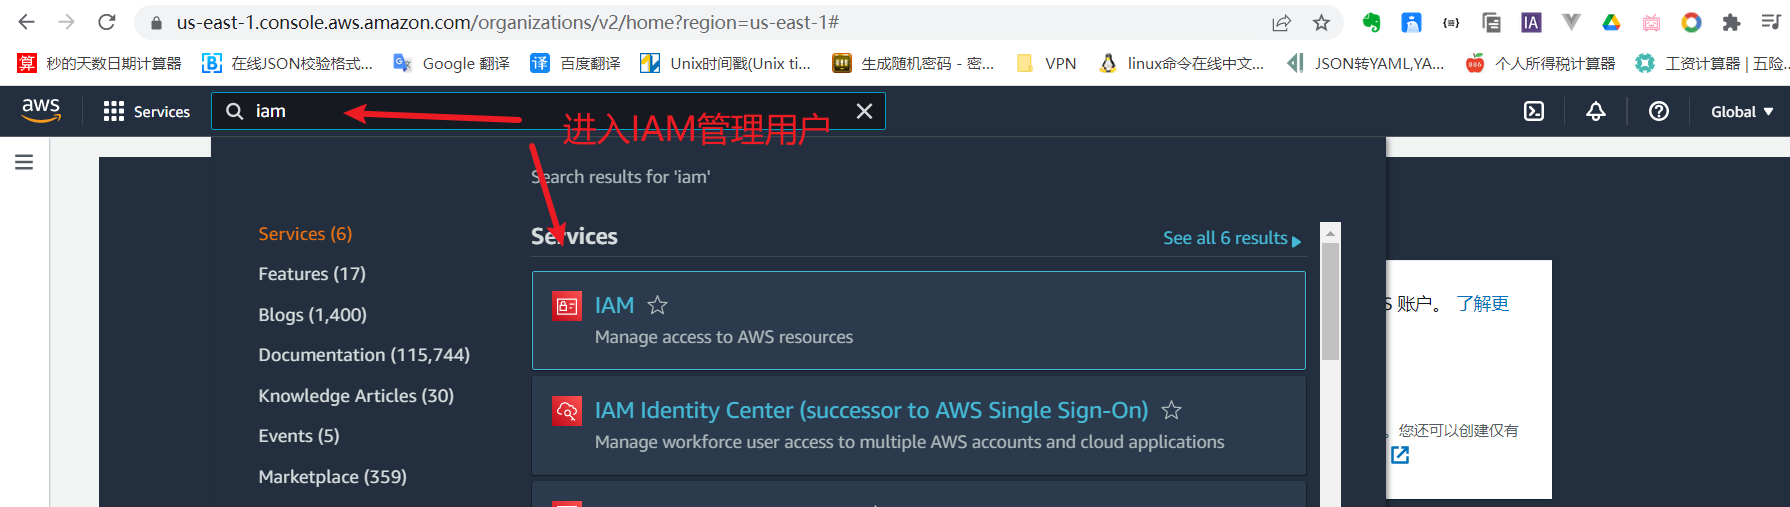 us-east-1.console.aws.amazon.com/organizations/v2/home?region=us-east-1#
秒的天数日期计算器 在线JSON校验格式... Google 翻译 百度翻译 Unix时间戳(Unix ti... 生成随机密码 - 密... VPN linux命令在线中文... JSON转YAML,YA... 个人所得税计算器 工资计算器 | 五险...
aws Services iam Global
进入IAM管理用户
Search results for 'iam'
Services (6)
Features (17)
Blogs (1,400)
Documentation (115,744)
Knowledge Articles (30)
Events (5)
Marketplace (359)
Services See all 6 results
IAM
Manage access to AWS resources
IAM Identity Center (successor to AWS Single Sign-On)
Manage workforce user access to multiple AWS accounts and cloud applications
S 账户。 了解更
。您还可以创建仅有